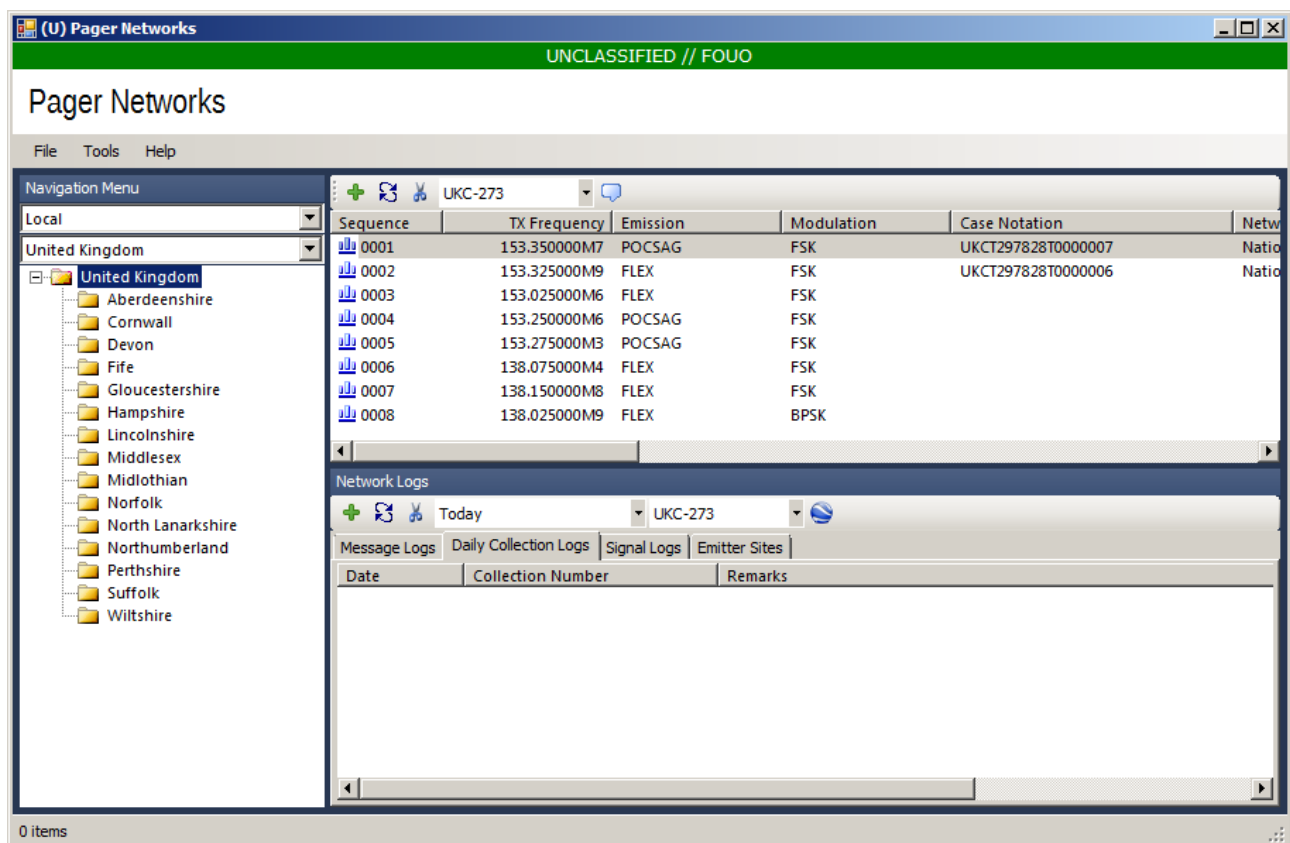 (U) Pager Networks
UNCLASSIFIED // FOUO
Pager Networks
File Tools Help
Navigation Menu
Local
United Kingdom
United Kingdom
Aberdeenshire
Cornwall
Devon
Fife
Gloucestershire
Hampshire
Lincolnshire
Middlesex
Midlothian
Norfolk
North Lanarkshire
Northumberland
Perthshire
Suffolk
Wiltshire
UKC-273
Sequence TX Frequency Emission Modulation Case Notation Netw
0001 153.350000M7 POCSAG FSK UKCT297828T0000007 Natio
0002 153.325000M9 FLEX FSK UKCT297828T0000006 Natio
0003 153.025000M6 FLEX FSK
0004 153.250000M6 POCSAG FSK
0005 153.275000M3 POCSAG FSK
0006 138.075000M4 FLEX FSK
0007 138.150000M8 FLEX FSK
0008 138.025000M9 FLEX BPSK
Network Logs
Today UKC-273
Message Logs Daily Collection Logs Signal Logs Emitter Sites
Date Collection Number Remarks
0 items